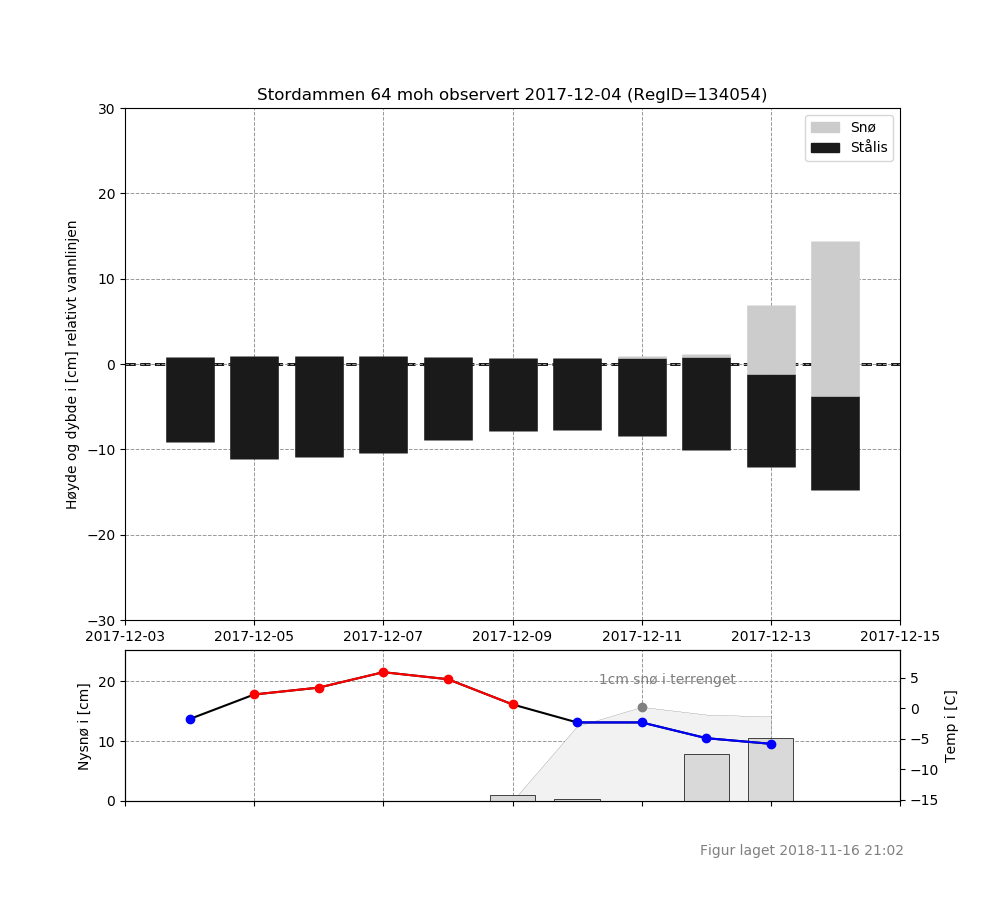 Stordammen 64 moh observert 2017-12-04 (RegID=134054)
Snø
Stålis
30
20
10
0
−10
−20
−30
Høyde og dybde i [cm] relativt vannlinjen
2017-12-03 2017-12-05 2017-12-07 2017-12-09 2017-12-11 2017-12-13 2017-12-15
1cm snø i terrenget
20
10
0
Nysnø i [cm]
5
0
−5
−10
−15
Temp i [C]
Figur laget 2018-11-16 21:02